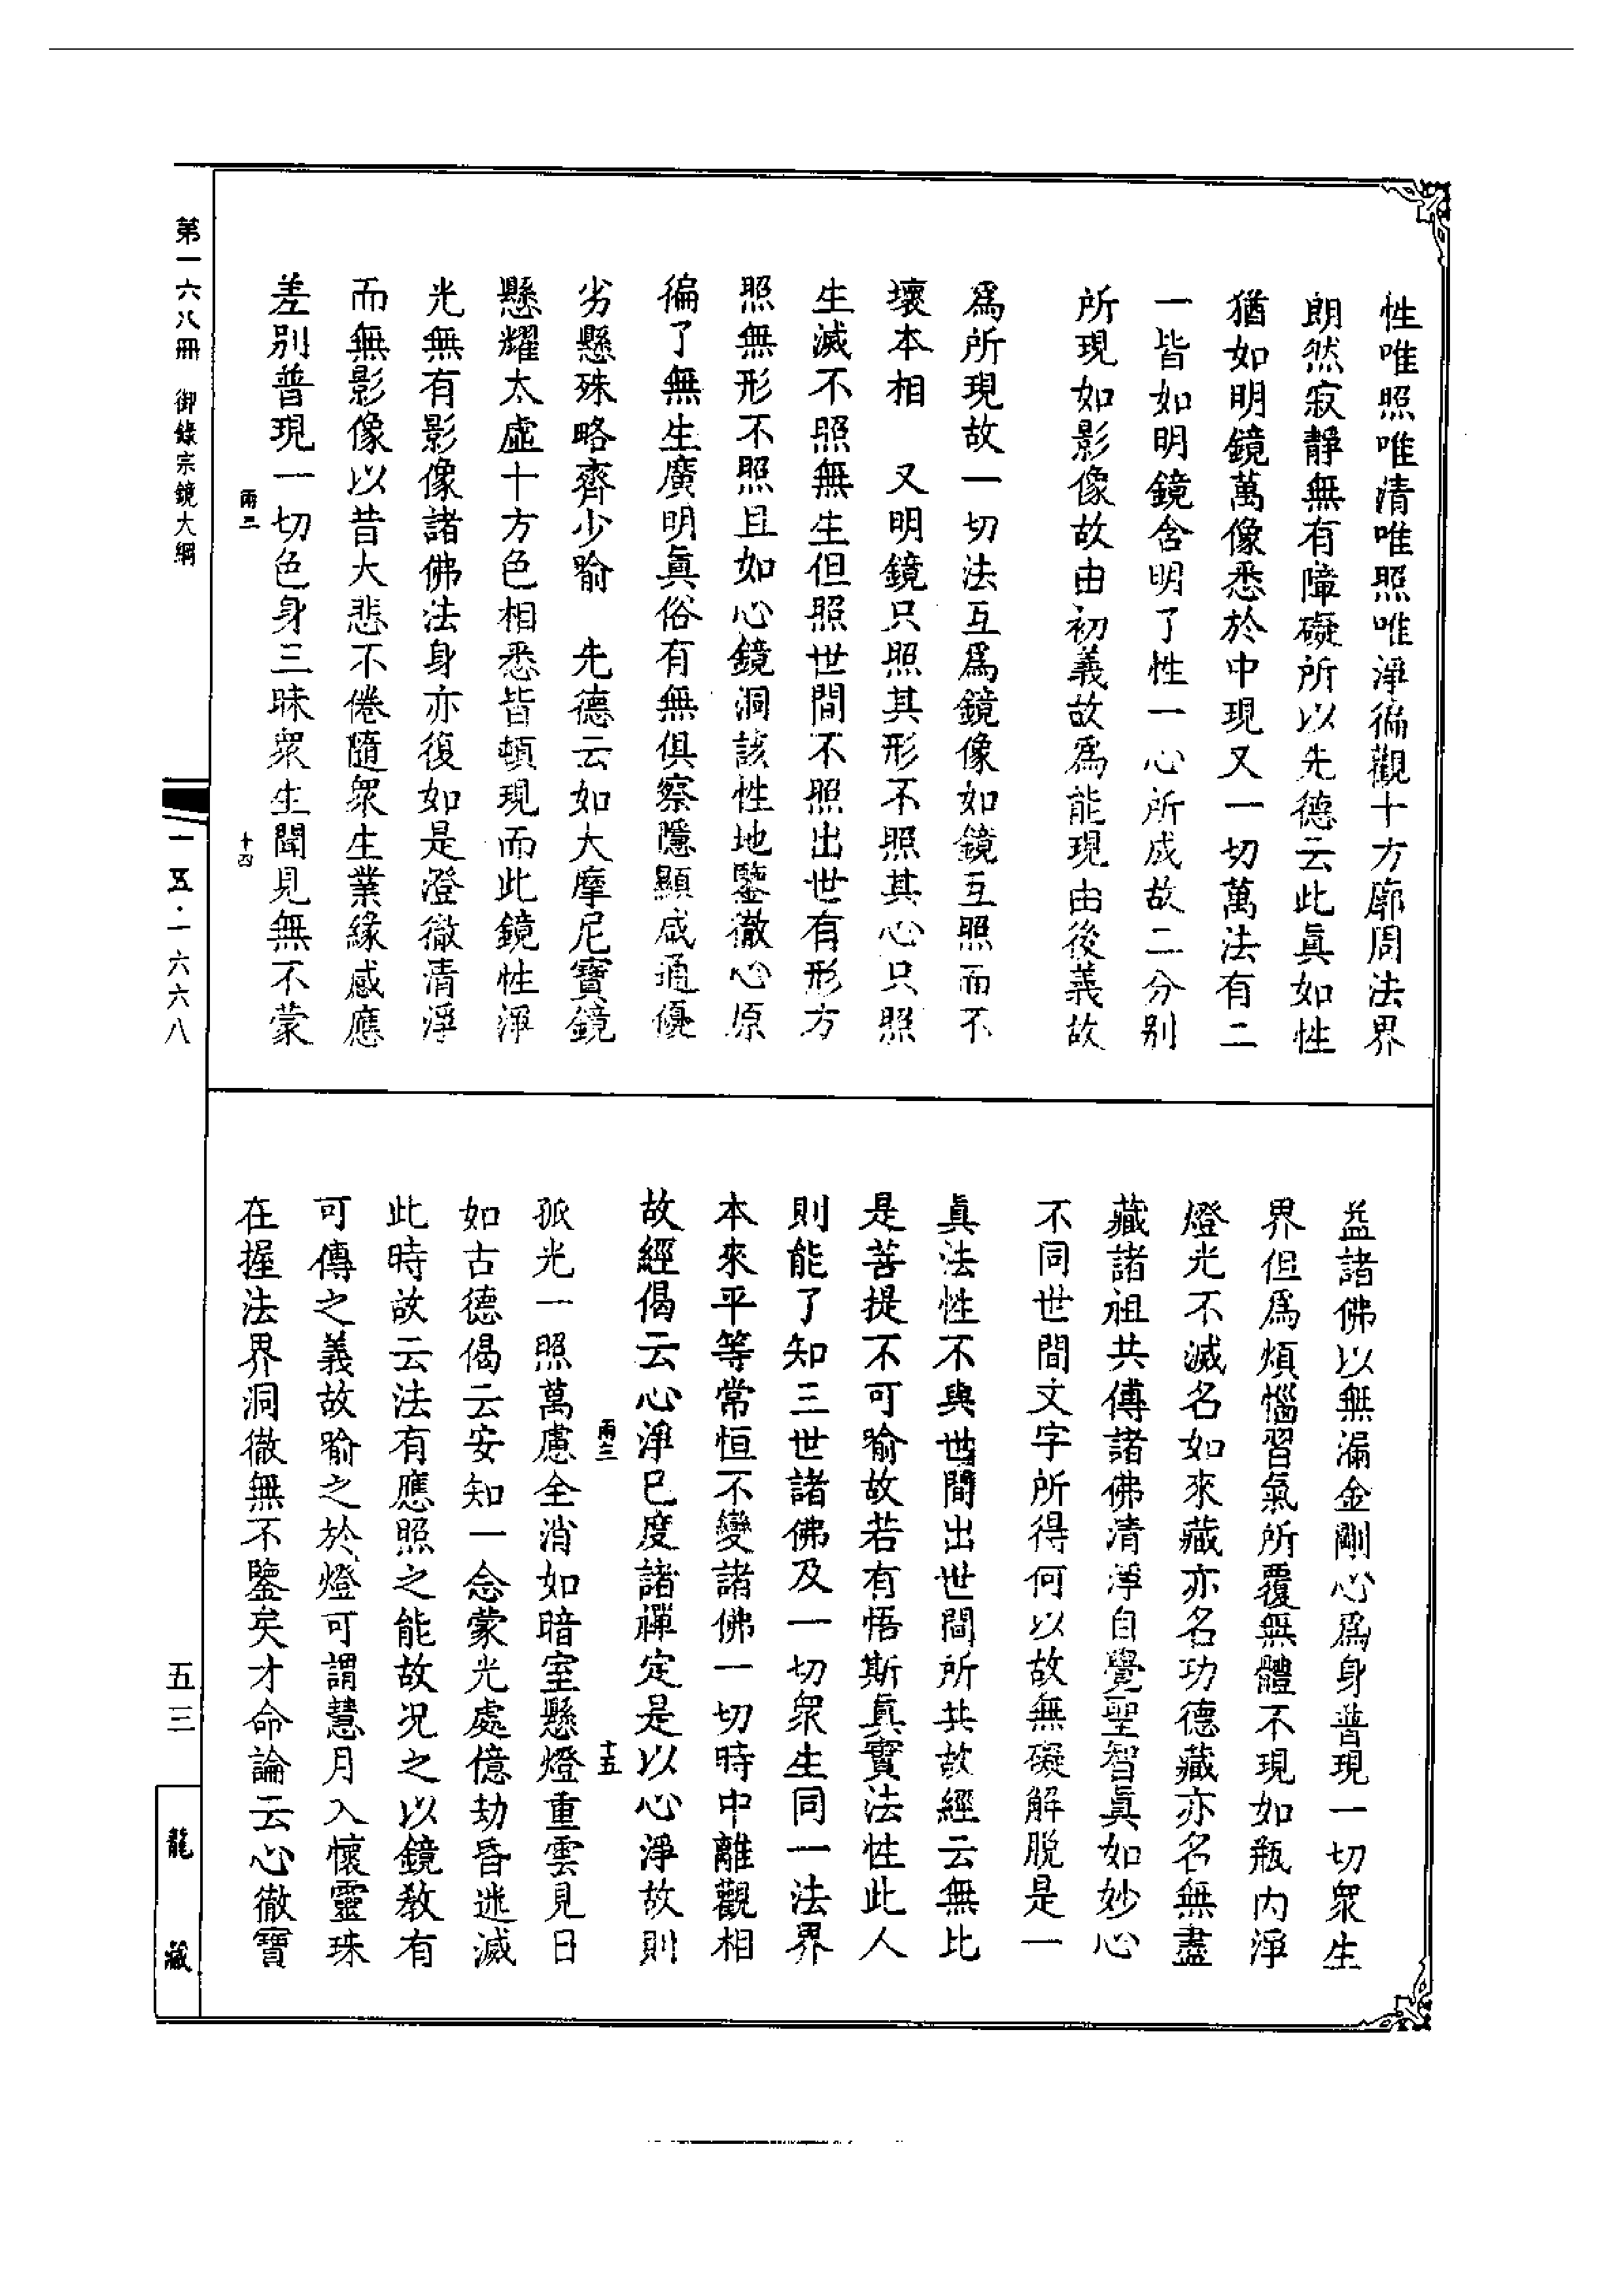 性唯照唯清唯照唯淨徧觀十方廓周法界
朗然寂靜無有障礙所以先德云此眞如性
猶如明鏡萬像悉於中現又一切萬法有二
一皆如明鏡含明了性一心所成故二分別
所現如影像故由初義故爲能現由後義故
爲所現故一切法互爲鏡像如鏡互照而不
壞本相　又明鏡只照其形不照其心只照
生滅不照無生但照世間不照出世有形方
照無形不照且如心鏡洞該性地鑒徹心原
徧了無生廣明眞俗有無俱察隱顯咸通優
劣懸殊略齊少喻　先德云如大摩尼寶鏡
懸耀太虛十方色相悉皆頓現而此鏡性淨
光無有影像諸佛法身亦復如是澄徹清淨
而無影像以昔大悲不倦隨衆生業緣感應
差別普現一切色身三昧衆生聞見無不蒙
雨二　十四
益諸佛以無漏金剛心爲身普現一切衆生
界但爲煩惱習氣所覆無體不現如瓶內淨
燈光不滅名如來藏亦名功德藏亦名無盡
藏諸祖共傳諸佛清淨自覺聖智眞如妙心
不同世間文字所得何以故無礙解脫是一
眞法性不與世間出世間所共故經云無比
是菩提不可喻故若有悟斯眞實法性此人
則能了知三世諸佛及一切衆生同一法界
本來平等常恒不變諸佛一切時中離觀相
故經偈云心淨已度諸禪定是以心淨故則
雨三　十五
孤光一照萬慮全消如暗室懸燈重雲見日
如古德偈云安知一念蒙光處億劫昏迷滅
此時故云法有應照之能故况之以鏡教有
可傳之義故喻之於燈可謂慧月入懷靈珠
在握法界洞徹無不鑒矣才命論云心徹寶
第一六八冊　御錄宗鏡大綱
一五·一六六八
五三
龍藏